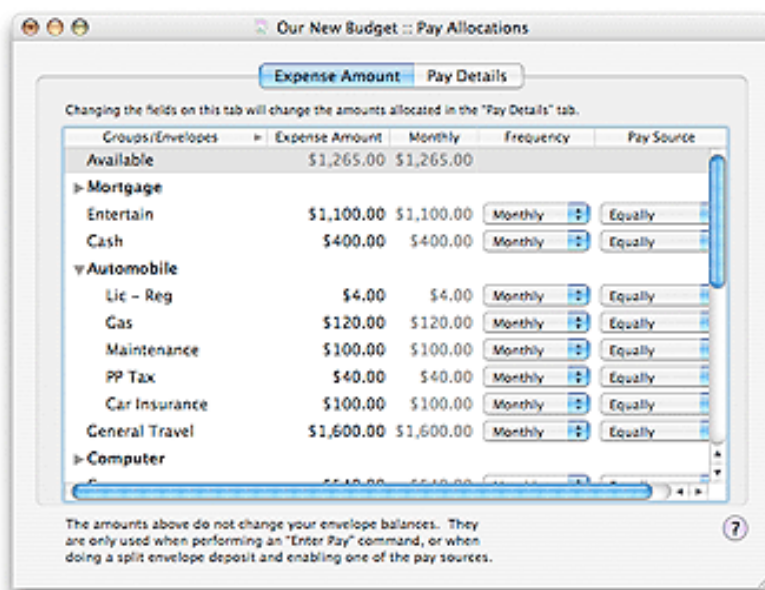 Our New Budget :: Pay Allocations
Expense Amount Pay Details
Changing the fields on this tab will change the amounts allocated in the "Pay Details" tab.
Groups/Envelopes Expense Amount Monthly Frequency Pay Source
Available $1,265.00 $1,265.00
Mortgage
Entertain $1,100.00 $1,100.00 Monthly Equally
Cash $400.00 $400.00 Monthly Equally
Automobile
Lic - Reg $4.00 $4.00 Monthly Equally
Gas $120.00 $120.00 Monthly Equally
Maintenance $100.00 $100.00 Monthly Equally
PP Tax $40.00 $40.00 Monthly Equally
Car Insurance $100.00 $100.00 Monthly Equally
General Travel $1,600.00 $1,600.00 Monthly Equally
Computer
Monthly Equally
The amounts above do not change your envelope balances. They
are only used when performing an "Enter Pay" command, or when
doing a split envelope deposit and enabling one of the pay sources.
?